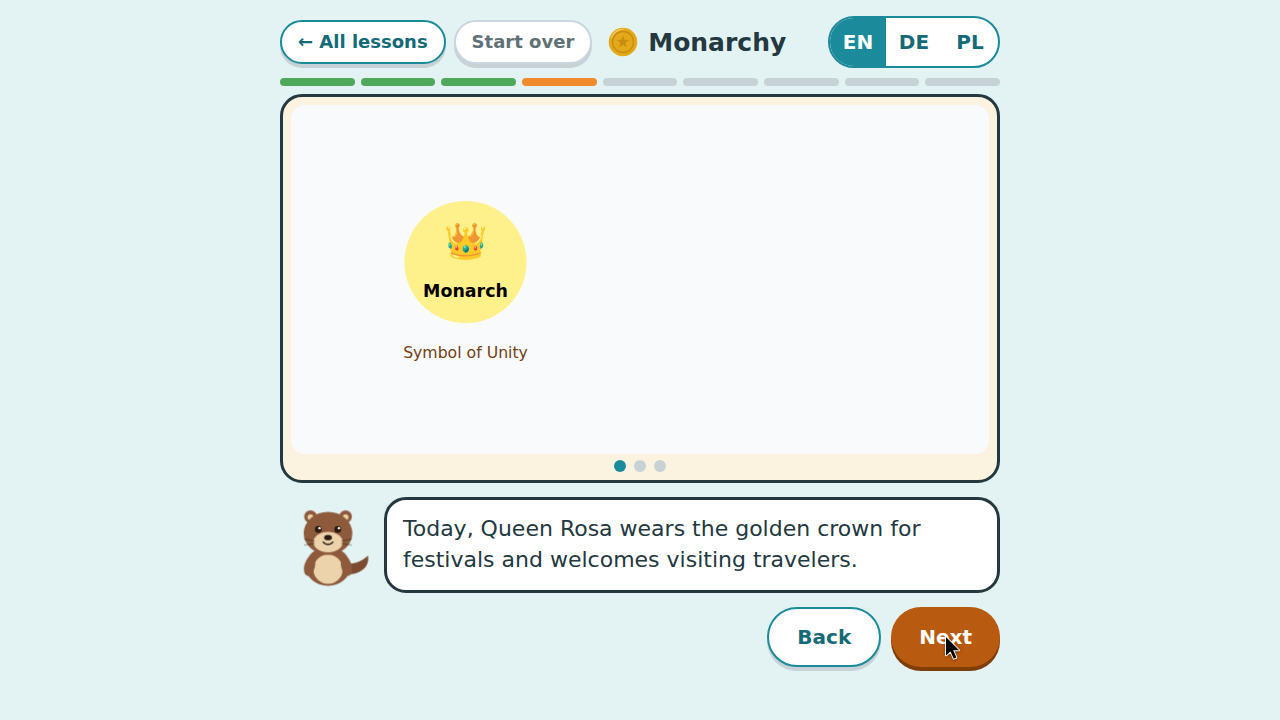 ← All lessons
Start over
Monarchy
EN
DE
PL
Monarch
Symbol of Unity
Today, Queen Rosa wears the golden crown for
festivals and welcomes visiting travelers.
Back
Next